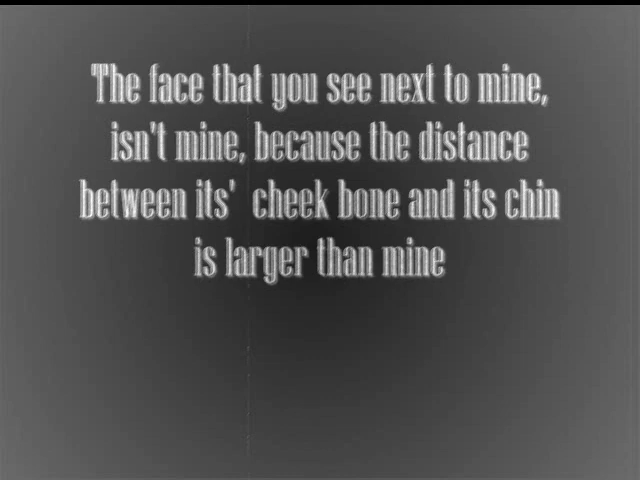 The face that you see next to mine,
isn't mine, because the distance
between its' cheek bone and its chin
is larger than mine